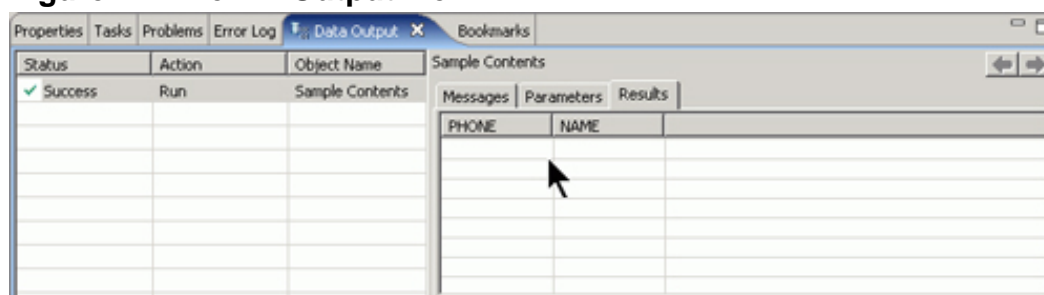 Properties Tasks Problems Error Log Data Output Bookmarks
Status Action Object Name
Success Run Sample Contents
Sample Contents
Messages Parameters Results
PHONE NAME